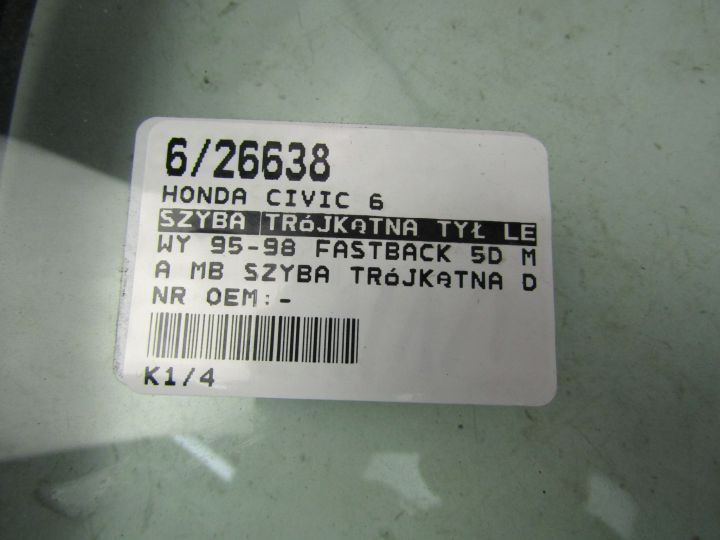 6/26638
HONDA CIVIC 6
SZYBA TRóJKĄTNA TYŁ LE
WY 95-98 FASTBACK 5D M
A MB SZYBA TRóJKĄTNA D
NR OEM:-
K1/4